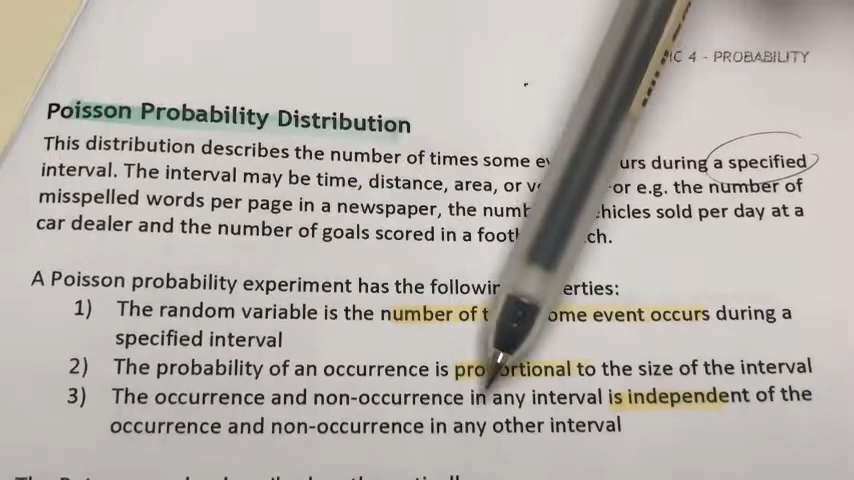 IC 4 - PROBABILITY
Poisson Probability Distribution
This distribution describes the number of times some urs during a specified
interval. The interval may be time, distance, area, or or e.g. the number of
misspelled words per page in a newspaper, the hicles sold per day at a
car dealer and the number of goals scored in a ch.
A Poisson probability experiment has the erties:
1) The random variable is the number of ome event occurs during a
specified interval
2) The probability of an occurrence is to the size of the interval
3) The occurrence and non-occurrence in any interval is independent of the
occurrence and non-occurrence in any other interval